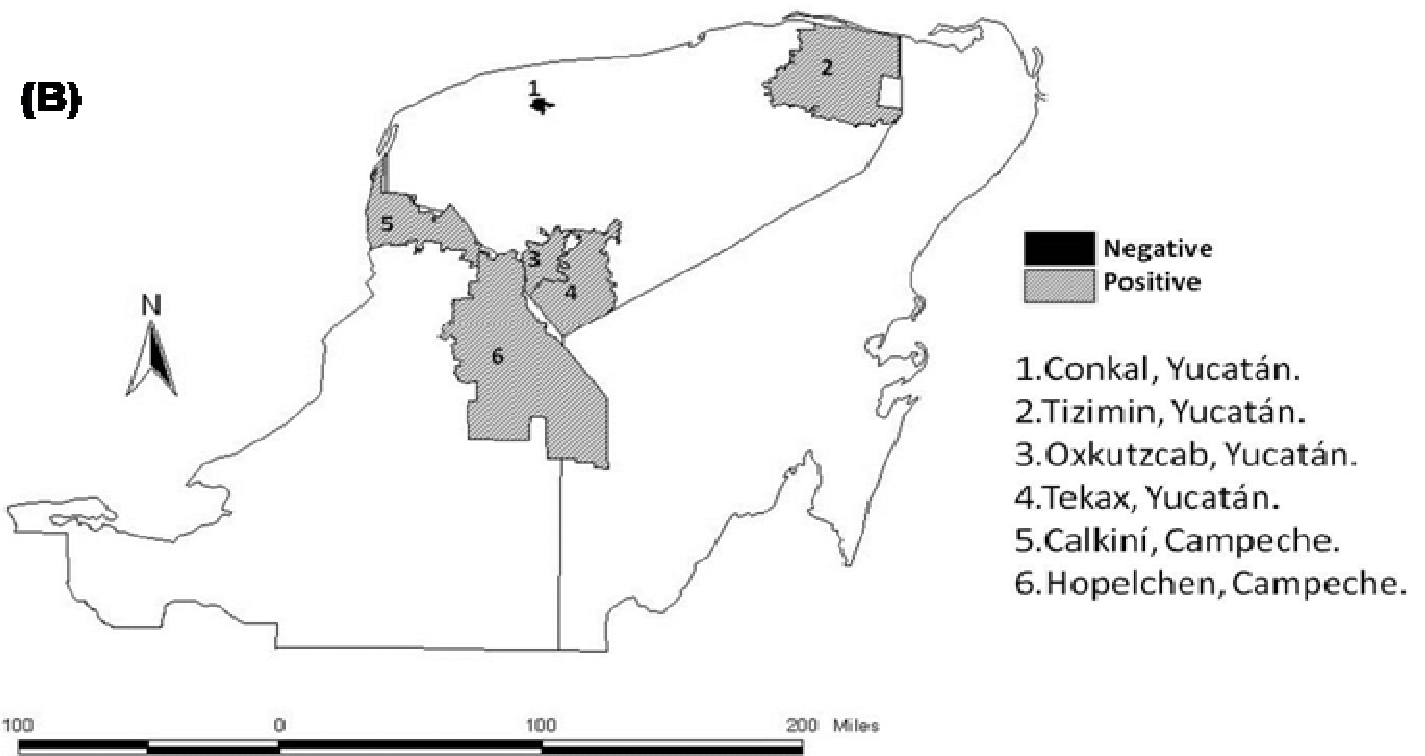 (B)
1
2
5
3
4
6
N
Negative
Positive
1.Conkal, Yucatán.
2.Tizimin, Yucatán.
3.Oxkutzcab, Yucatán.
4.Tekax, Yucatán.
5.Calkiní, Campeche.
6.Hopelchen, Campeche.
100 0 100 200 Miles